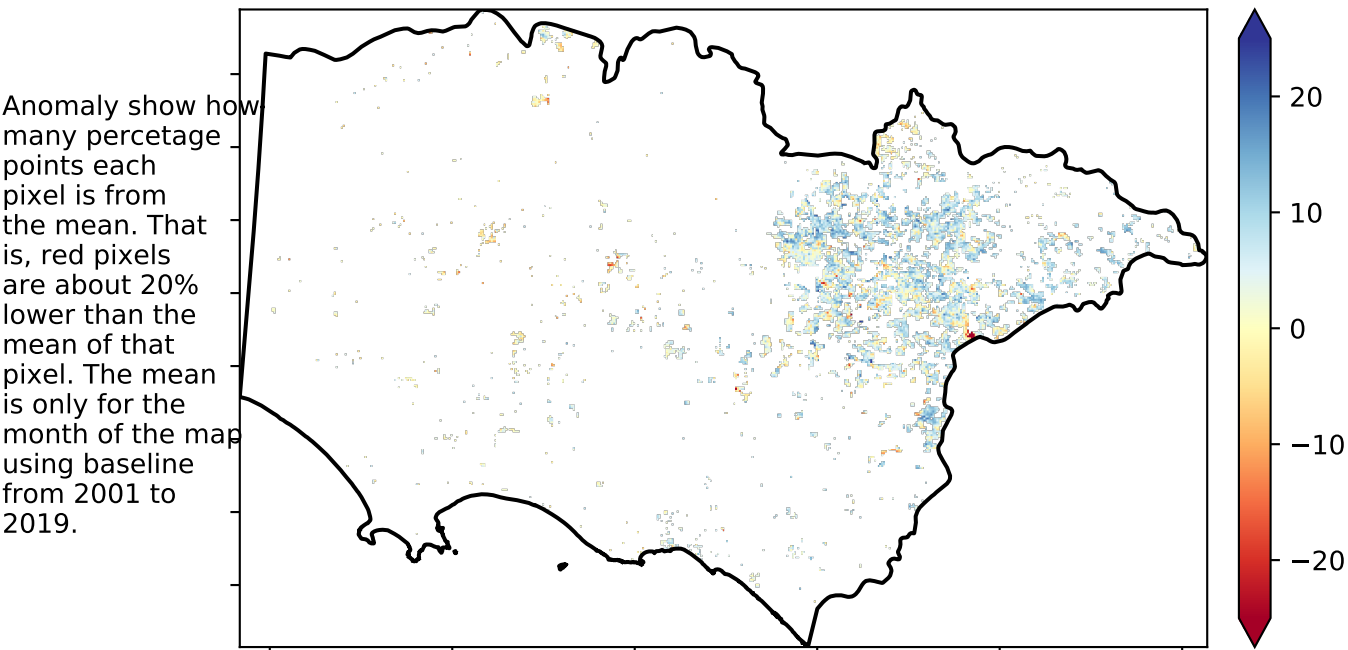 Anomaly show how
many percetage
points each
pixel is from
the mean. That
is, red pixels
are about 20%
lower than the
mean of that
pixel. The mean
is only for the
month of the map
using baseline
from 2001 to
2019.
20
10
0
−10
−20